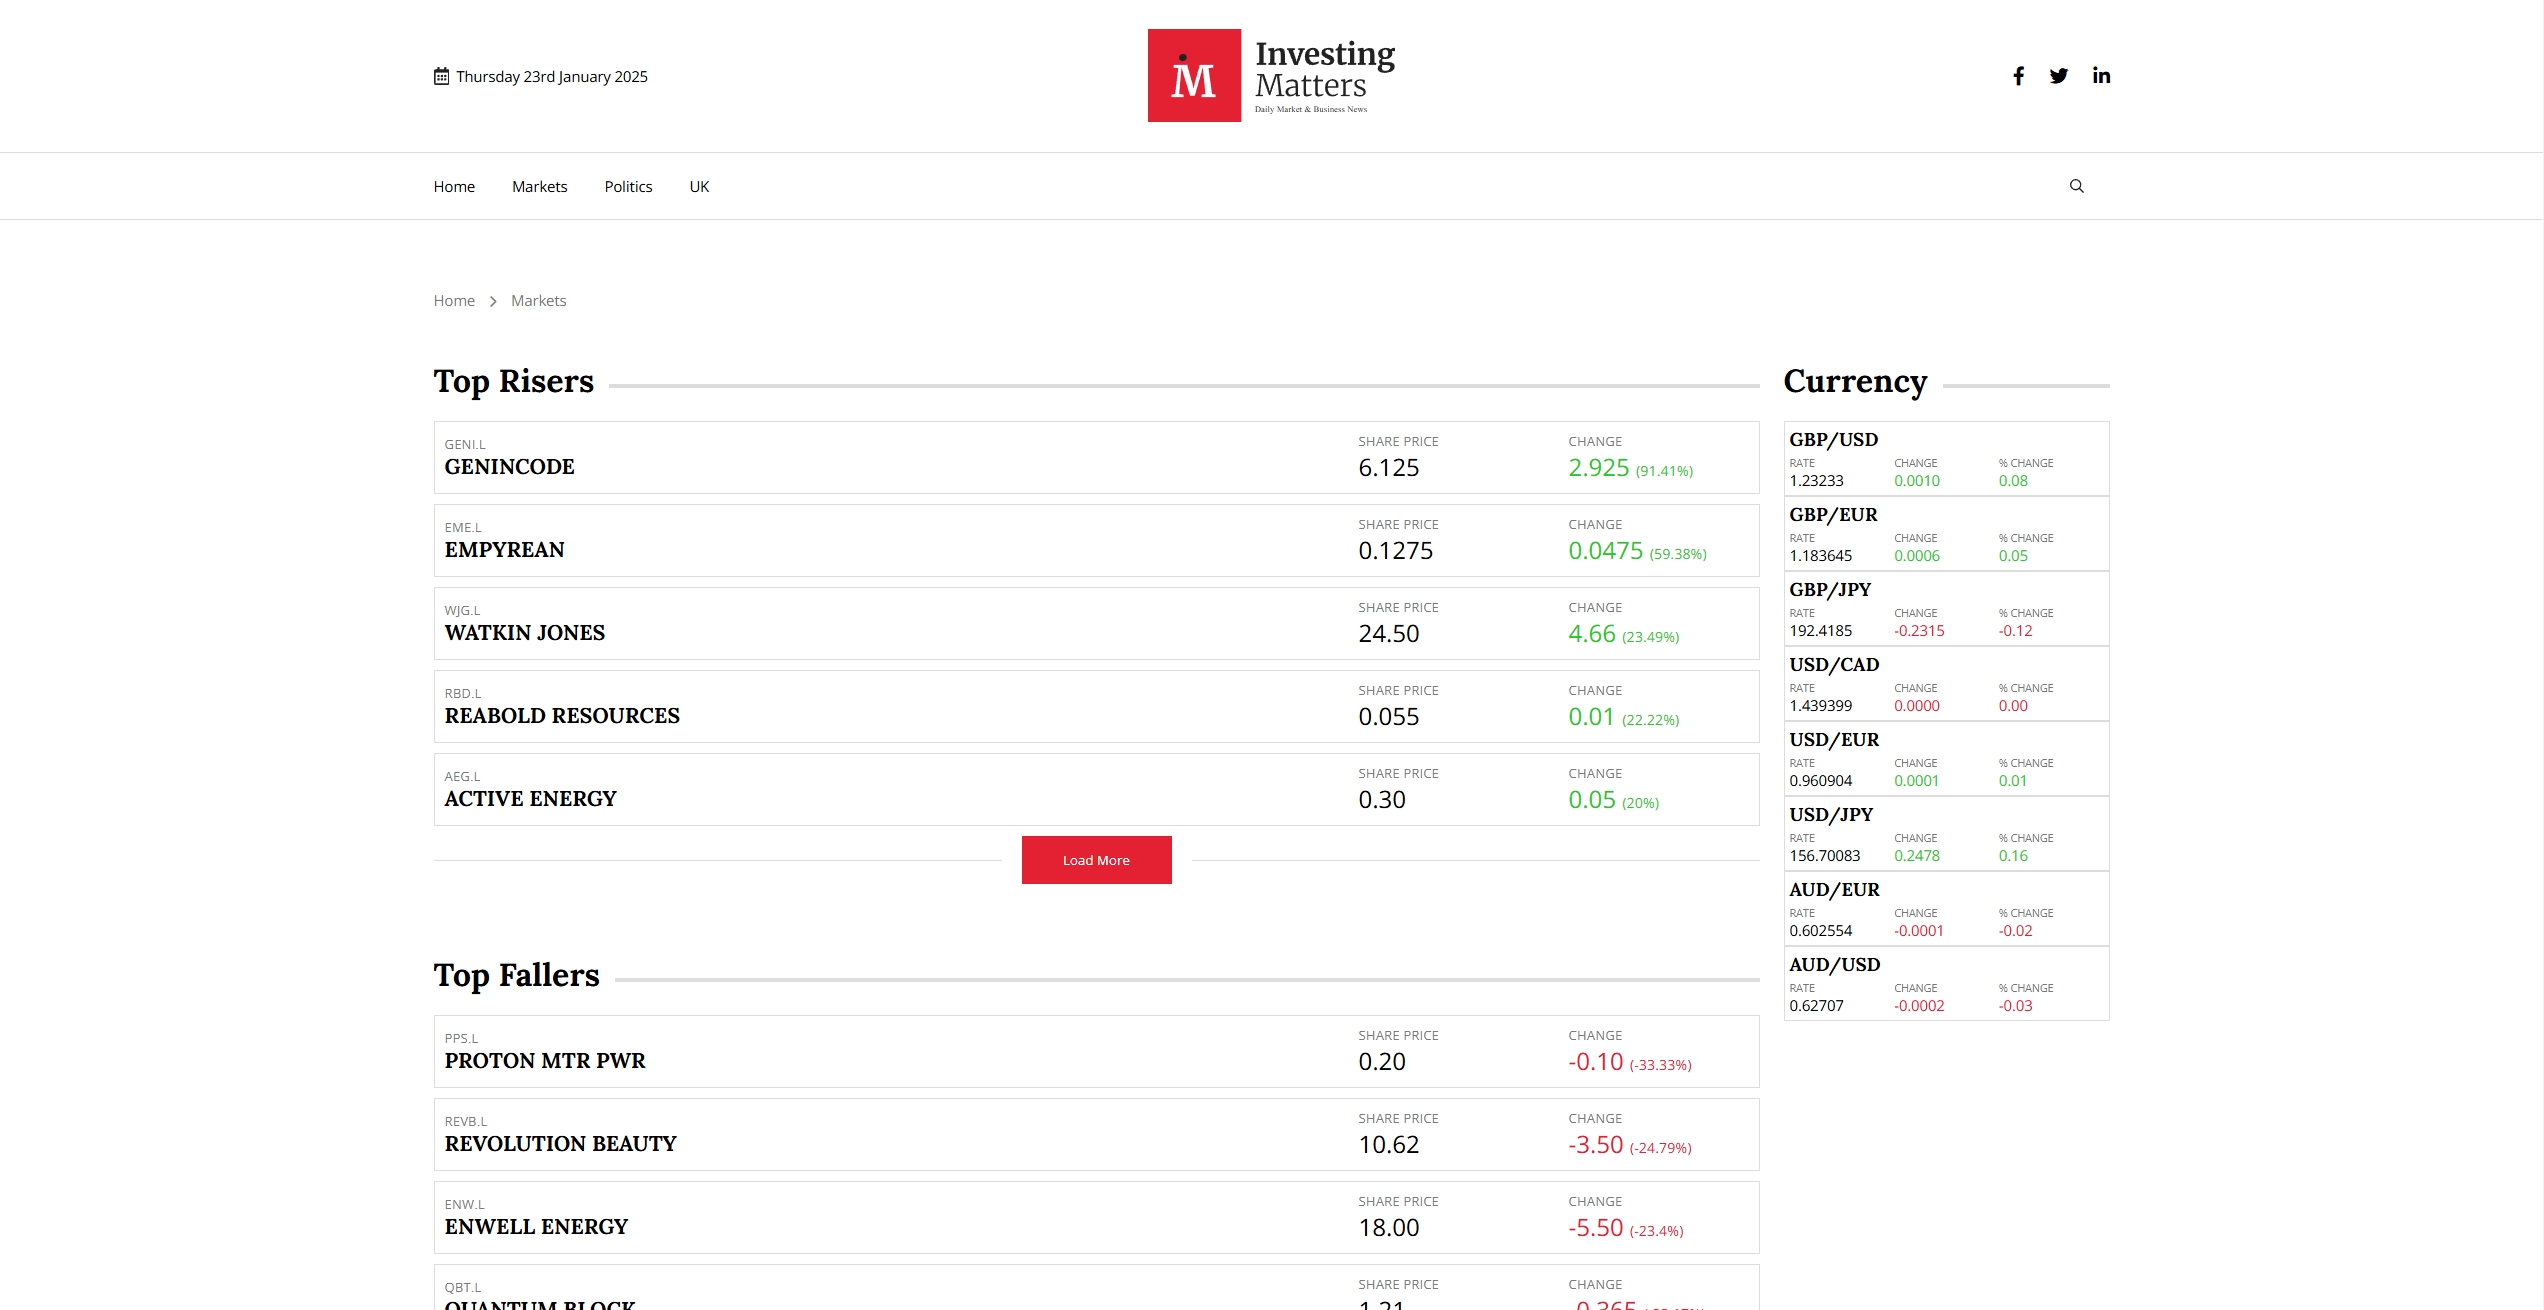 Thursday 23rd January 2025
M
Investing
Matters
Daily Market & Business News
Home Markets Politics UK
Home Markets
Top Risers
GENI.L
GENINCODE
SHARE PRICE
6.125
CHANGE
2.925 (91.41%)
EME.L
EMPYREAN
SHARE PRICE
0.1275
CHANGE
0.0475 (59.38%)
WJG.L
WATKIN JONES
SHARE PRICE
24.50
CHANGE
4.66 (23.49%)
RBD.L
REABOLD RESOURCES
SHARE PRICE
0.055
CHANGE
0.01 (22.22%)
AEG.L
ACTIVE ENERGY
SHARE PRICE
0.30
CHANGE
0.05 (20%)
Load More
Top Fallers
PPS.L
PROTON MTR PWR
SHARE PRICE
0.20
CHANGE
-0.10 (-33.33%)
REVB.L
REVOLUTION BEAUTY
SHARE PRICE
10.62
CHANGE
-3.50 (-24.79%)
ENW.L
ENWELL ENERGY
SHARE PRICE
18.00
CHANGE
-5.50 (-23.4%)
QBT.L
QUANTUM BLOCK
SHARE PRICE
1.21
CHANGE
-0.365
Currency
GBP/USD
RATE CHANGE % CHANGE
1.23233 0.0010 0.08
GBP/EUR
RATE CHANGE % CHANGE
1.183645 0.0006 0.05
GBP/JPY
RATE CHANGE % CHANGE
192.4185 -0.2315 -0.12
USD/CAD
RATE CHANGE % CHANGE
1.439399 0.0000 0.00
USD/EUR
RATE CHANGE % CHANGE
0.960904 0.0001 0.01
USD/JPY
RATE CHANGE % CHANGE
156.70083 0.2478 0.16
AUD/EUR
RATE CHANGE % CHANGE
0.602554 -0.0001 -0.02
AUD/USD
RATE CHANGE % CHANGE
0.62707 -0.0002 -0.03